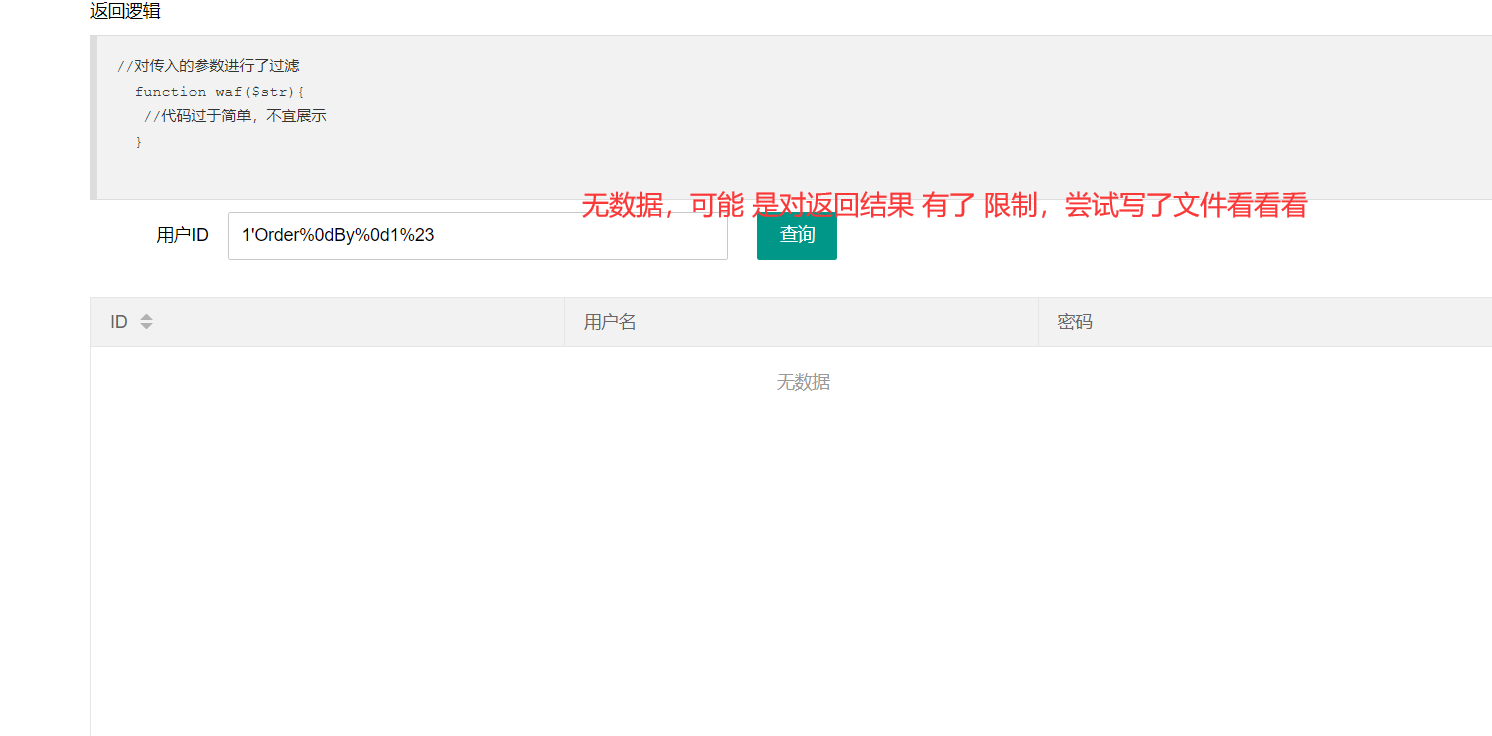 返回逻辑
//对传入的参数进行了过滤
function waf($str){
//代码过于简单，不宜展示
}
无数据，可能 是对返回结果 有了 限制，尝试写了文件看看看
用户ID 1'Order%0dBy%0d1%23 查询
ID 用户名 密码
无数据